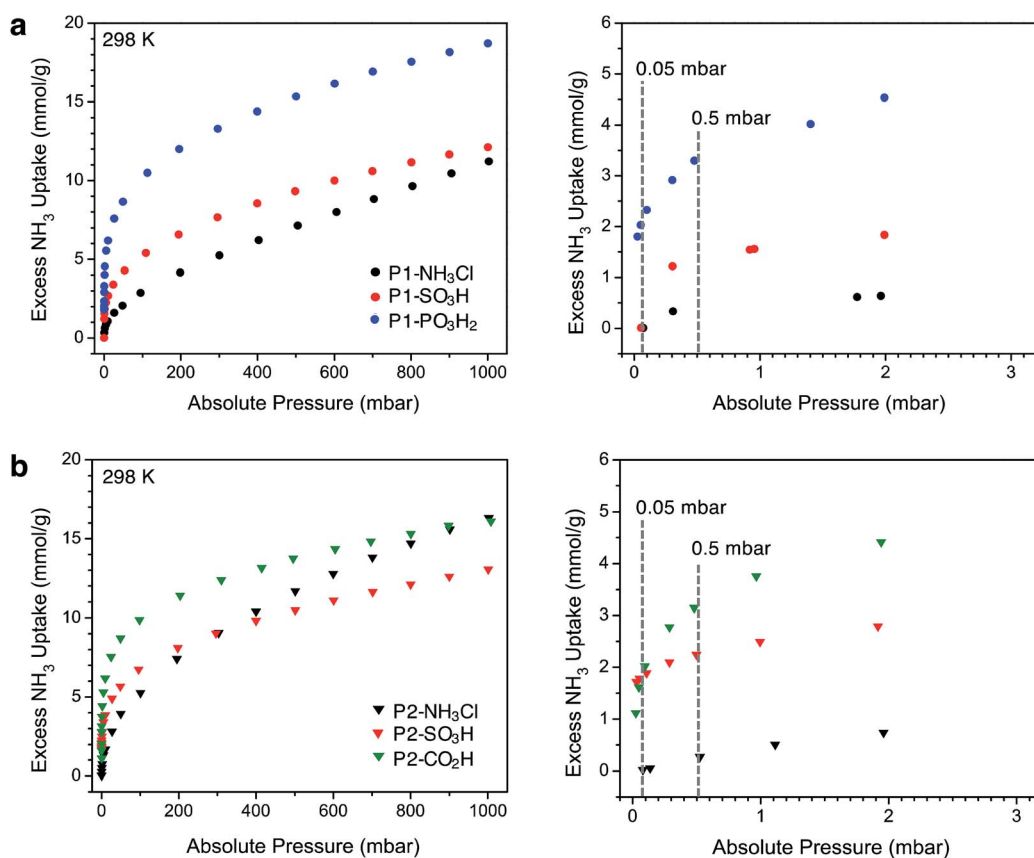 a
298 K
Excess NH₃ Uptake (mmol/g)
20
15
10
5
0
P1-NH₃Cl
P1-SO₃H
P1-PO₃H₂
0 200 400 600 800 1000
Absolute Pressure (mbar)
0.05 mbar
0.5 mbar
Excess NH₃ Uptake (mmol/g)
6
5
4
3
2
1
0
0 1 2 3
Absolute Pressure (mbar)
b
298 K
Excess NH₃ Uptake (mmol/g)
20
15
10
5
0
P2-NH₃Cl
P2-SO₃H
P2-CO₂H
0 200 400 600 800 1000
Absolute Pressure (mbar)
0.05 mbar
0.5 mbar
Excess NH₃ Uptake (mmol/g)
6
5
4
3
2
1
0
0 1 2 3
Absolute Pressure (mbar)